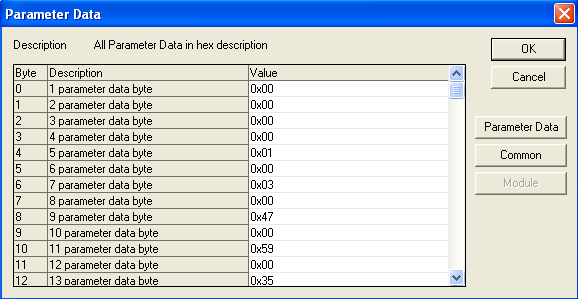 Parameter Data
Description All Parameter Data in hex description
OK
Cancel
Byte Description Value
0 1 parameter data byte 0x00
1 2 parameter data byte 0x00
2 3 parameter data byte 0x00
3 4 parameter data byte 0x00
4 5 parameter data byte 0x01
5 6 parameter data byte 0x00
6 7 parameter data byte 0x03
7 8 parameter data byte 0x00
8 9 parameter data byte 0x47
9 10 parameter data byte 0x00
10 11 parameter data byte 0x59
11 12 parameter data byte 0x00
12 13 parameter data byte 0x35
Parameter Data
Common
Module